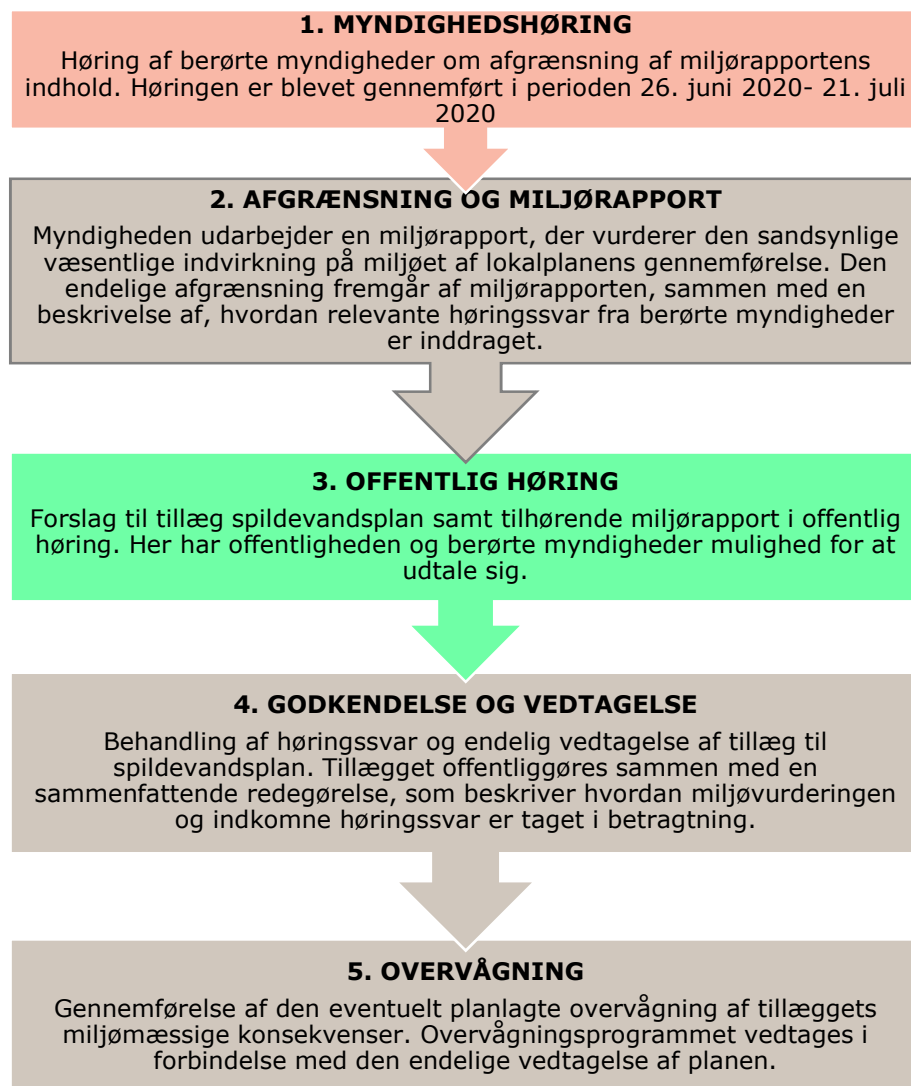 1. MYNDIGHEDSHØRING
Høring af berørte myndigheder om afgrænsning af miljørapportens
indhold. Høringen er blevet gennemført i perioden 26. juni 2020- 21. juli
2020
2. AFGRÆNSNING OG MILJØRAPPORT
Myndigheden udarbejder en miljørapport, der vurderer den sandsynlige
væsentlige indvirkning på miljøet af lokalplanens gennemførelse. Den
endelige afgrænsning fremgår af miljørapporten, sammen med en
beskrivelse af, hvordan relevante høringssvar fra berørte myndigheder
er inddraget.
3. OFFENTLIG HØRING
Forslag til tillæg spildevandsplan samt tilhørende miljørapport i offentlig
høring. Her har offentligheden og berørte myndigheder mulighed for at
udtale sig.
4. GODKENDELSE OG VEDTAGELSE
Behandling af høringssvar og endelig vedtagelse af tillæg til
spildevandsplan. Tillægget offentliggøres sammen med en
sammenfattende redegørelse, som beskriver hvordan miljøvurderingen
og indkomne høringssvar er taget i betragtning.
5. OVERVÅGNING
Gennemførelse af den eventuelt planlagte overvågning af tillæggets
miljømæssige konsekvenser. Overvågningsprogrammet vedtages i
forbindelse med den endelige vedtagelse af planen.